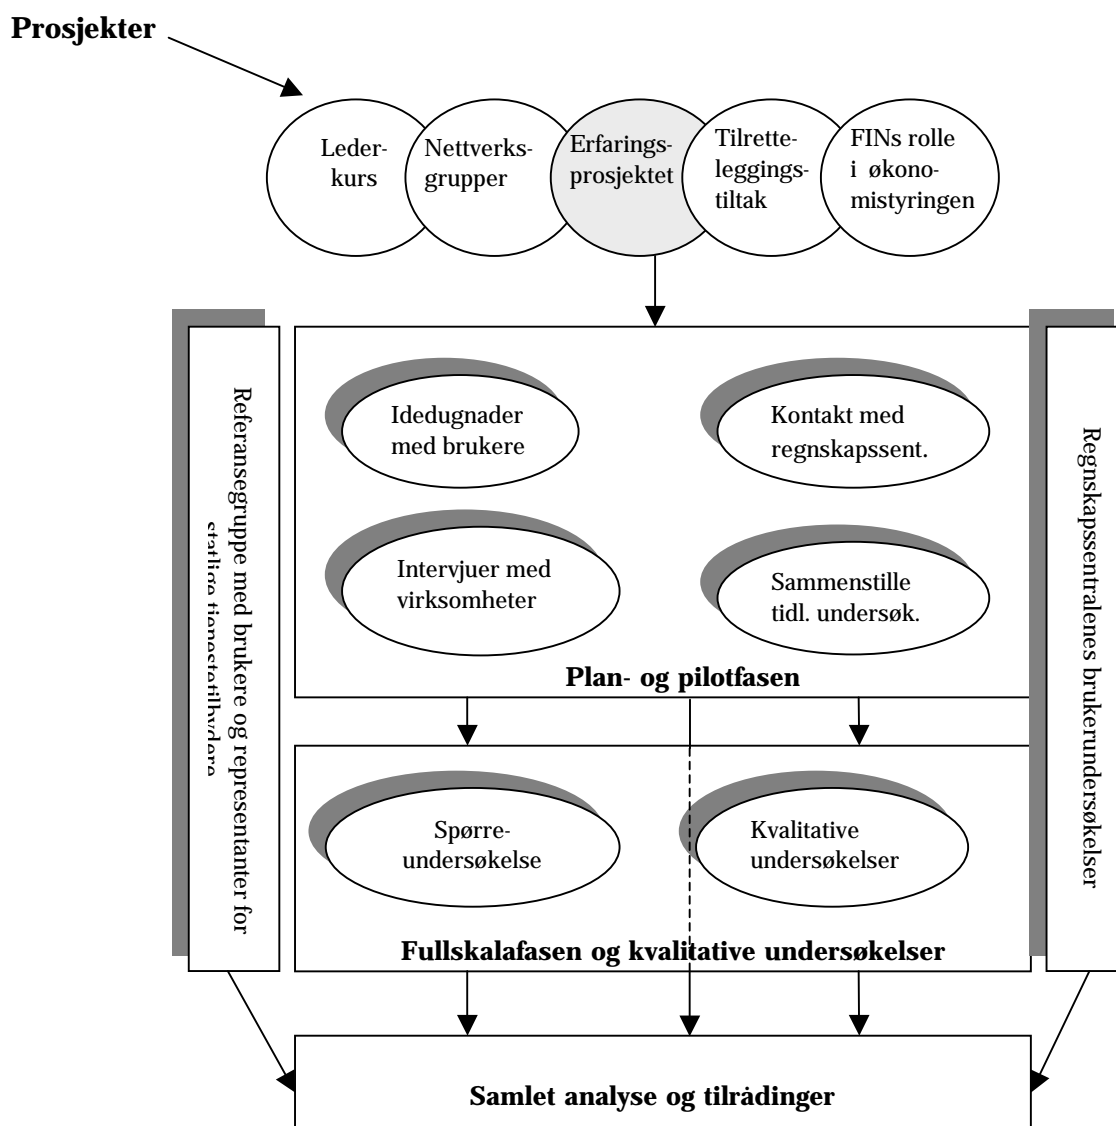 Prosjekter
Leder-
kurs
Nettverks-
grupper
Erfarings-
prosjektet
Tilrette-
leggings-
tiltak
FINs rolle
i økono-
mistyringen
Referansegruppe med brukere og representanter for
statlige tjenestetilbydere
Idedugnader
med brukere
Kontakt med
regnskapssent.
Intervjuer med
virksomheter
Sammenstille
tidl. undersøk.
Plan- og pilotfasen
Regnskapssentralenes brukerundersøkelser
Spørre-
undersøkelse
Kvalitative
undersøkelser
Fullskalafasen og kvalitative undersøkelser
Samlet analyse og tilrådinger